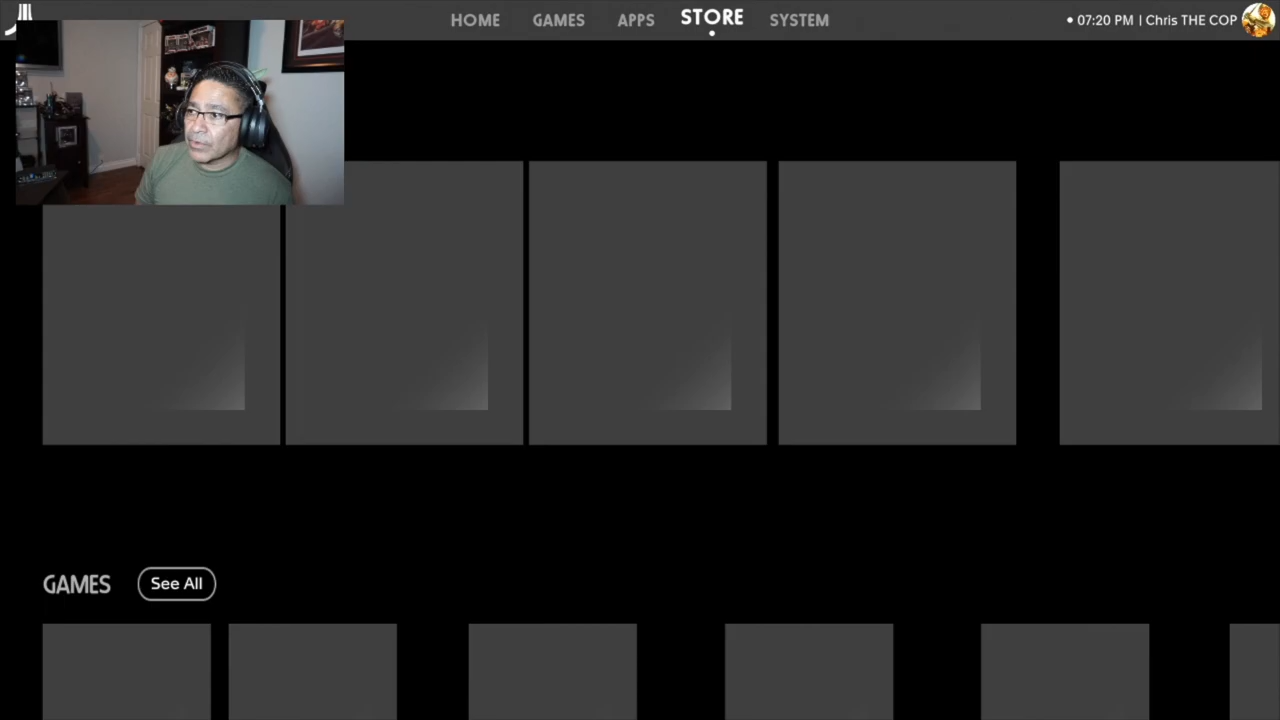 HOME GAMES APPS STORE SYSTEM • 07:20 PM | Chris THE COP
GAMES See All